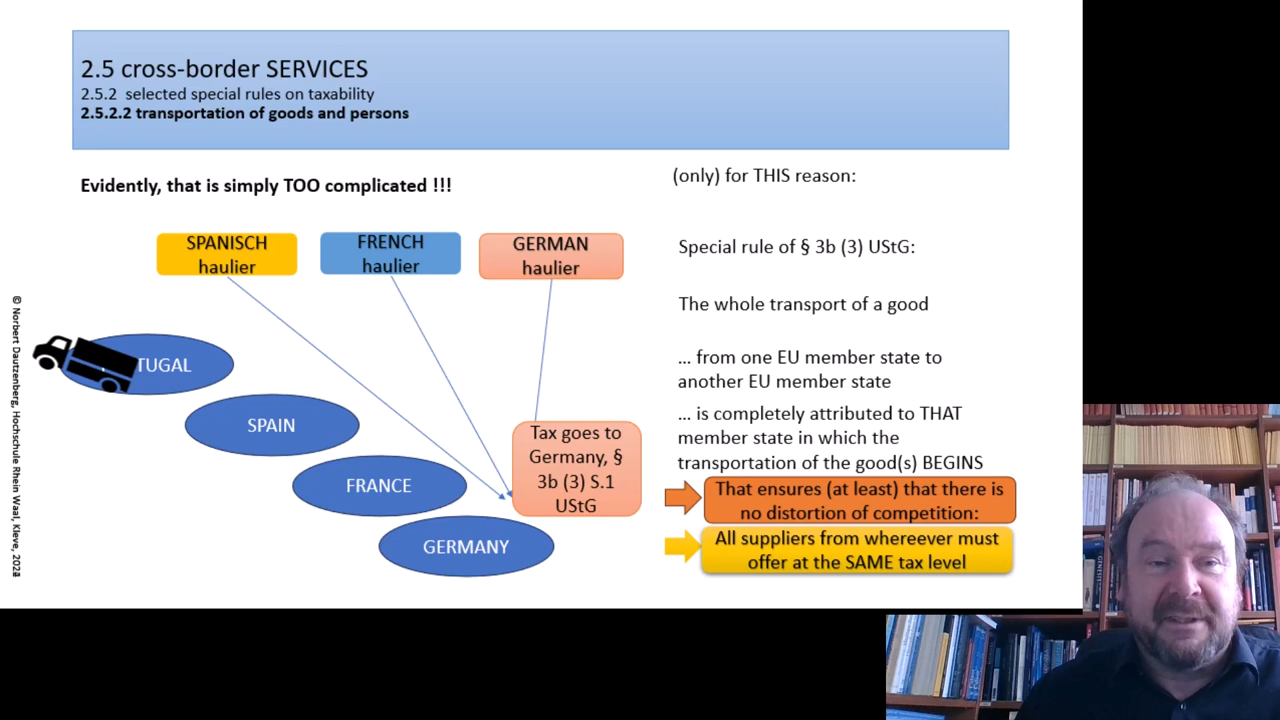 2.5 cross-border SERVICES
2.5.2 selected special rules on taxability
2.5.2.2 transportation of goods and persons
Evidently, that is simply TOO complicated !!!
(only) for THIS reason:
SPANISCH
haulier
FRENCH
haulier
GERMAN
haulier
Special rule of § 3b (3) UStG:
The whole transport of a good
... from one EU member state to
another EU member state
... is completely attributed to THAT
member state in which the
transportation of the good(s) BEGINS
TUGAL
SPAIN
FRANCE
GERMANY
Tax goes to
Germany, §
3b (3) S.1
UStG
That ensures (at least) that there is
no distortion of competition:
All suppliers from whereever must
offer at the SAME tax level
© Norbert Dautzenberg, Hochschule Rhein Waal, Kleve,